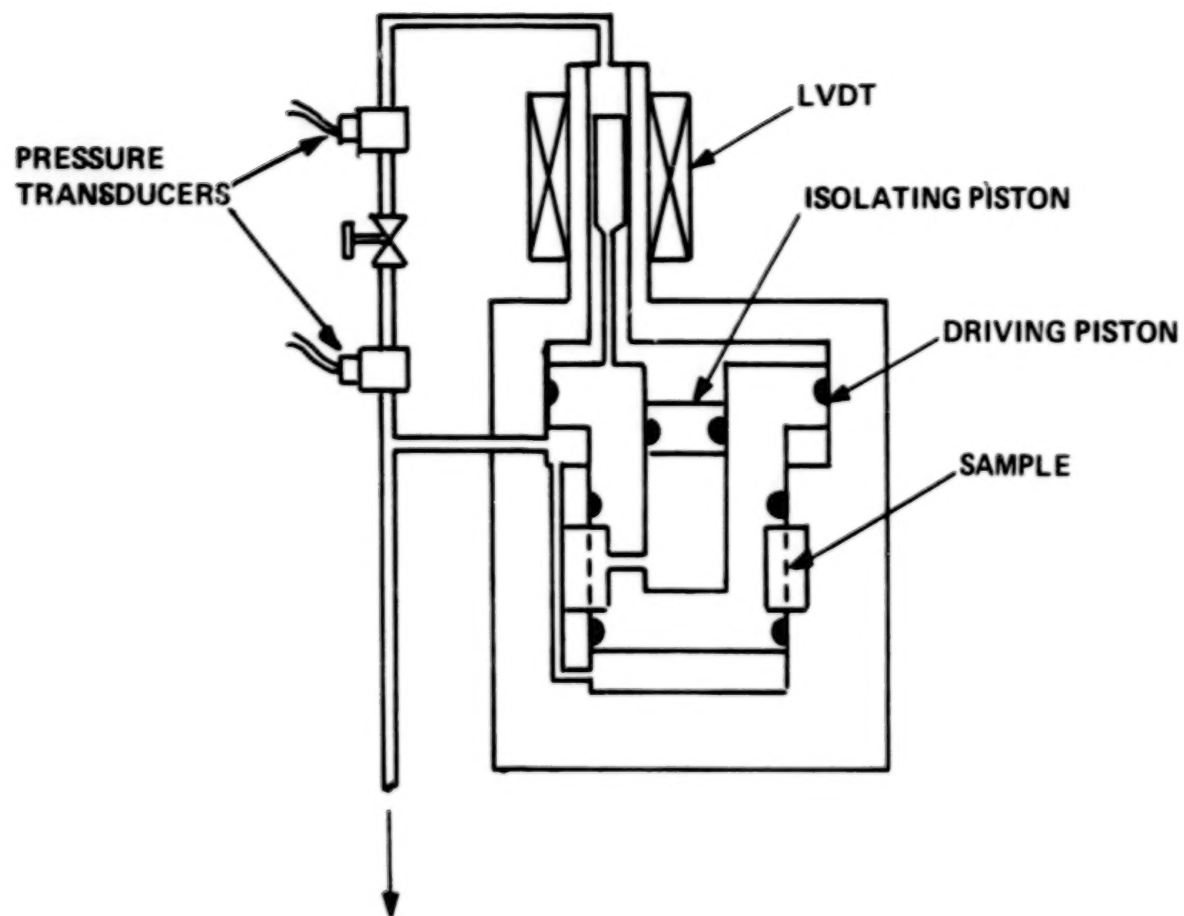 LVDT
PRESSURE
TRANSDUCERS
ISOLATING PISTON
DRIVING PISTON
SAMPLE